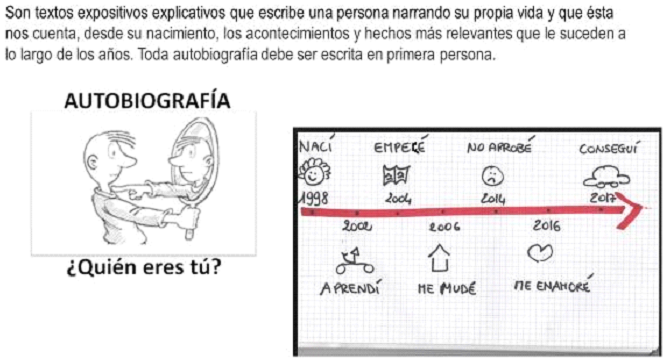 Son textos expositivos explicativos que escribe una persona narrando su propia vida y que ésta
nos cuenta, desde su nacimiento, los acontecimientos y hechos más relevantes que le suceden a
lo largo de los años. Toda autobiografía debe ser escrita en primera persona.
AUTOBIOGRAFÍA
¿Quién eres tú?
NACÍ EMPECÉ NO APROBÉ CONSEGUÍ
1998 2004 2014 2017
2002 2006 2016
APRENDÍ ME MUDÉ ME ENAMORÉ